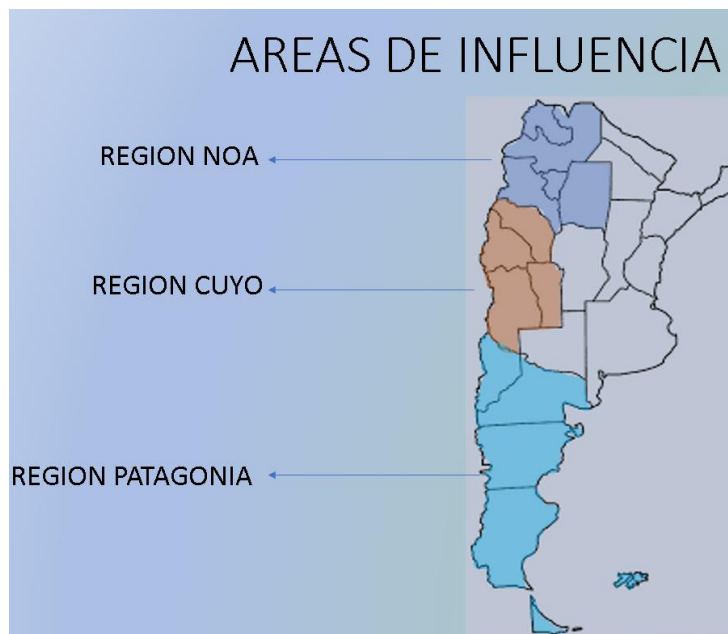 AREAS DE INFLUENCIA
REGION NOA
REGION CUYO
REGION PATAGONIA